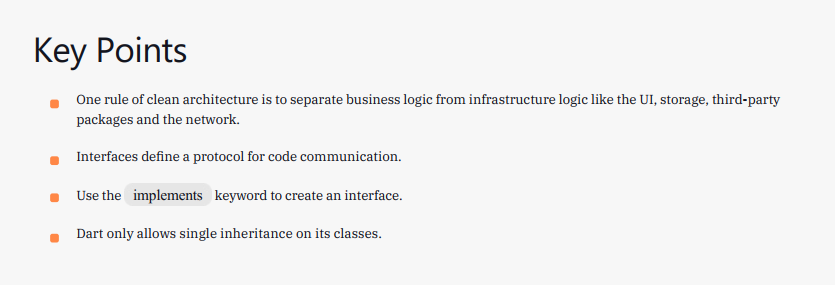 Key Points
One rule of clean architecture is to separate business logic from infrastructure logic like the UI, storage, third-party
packages and the network.
Interfaces define a protocol for code communication.
Use the implements keyword to create an interface.
Dart only allows single inheritance on its classes.